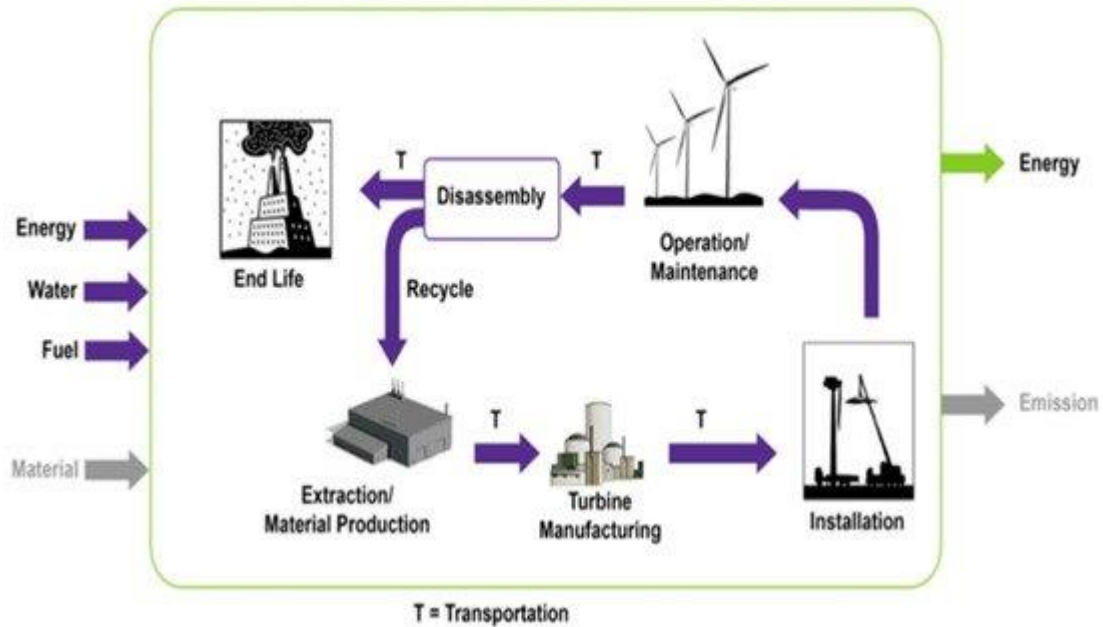 Energy
Water
Fuel
Material
End Life
T
Disassembly
T
Recycle
Operation/
Maintenance
Extraction/
Material Production
T
Turbine
Manufacturing
T
Installation
Energy
Emission
T = Transportation